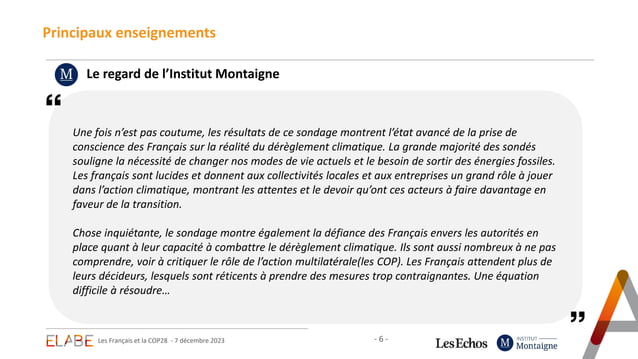 Principaux enseignements
M
Le regard de l’Institut Montaigne
“
Une fois n’est pas coutume, les résultats de ce sondage montrent l’état avancé de la prise de
conscience des Français sur la réalité du dérèglement climatique. La grande majorité des sondés
souligne la nécessité de changer nos modes de vie actuels et le besoin de sortir des énergies fossiles.
Les français sont lucides et donnent aux collectivités locales et aux entreprises un grand rôle à jouer
dans l’action climatique, montrant les attentes et le devoir qu’ont ces acteurs à faire davantage en
faveur de la transition.
Chose inquiétante, le sondage montre également la défiance des Français envers les autorités en
place quant à leur capacité à combattre le dérèglement climatique. Ils sont aussi nombreux à ne pas
comprendre, voir à critiquer le rôle de l’action multilatérale(les COP). Les Français attendent plus de
leurs décideurs, lesquels sont réticents à prendre des mesures trop contraignantes. Une équation
difficile à résoudre…
”
ELABE
Les Français et la COP28 - 7 décembre 2023
- 6 -
Les Echos
M
INSTITUT
Montaigne